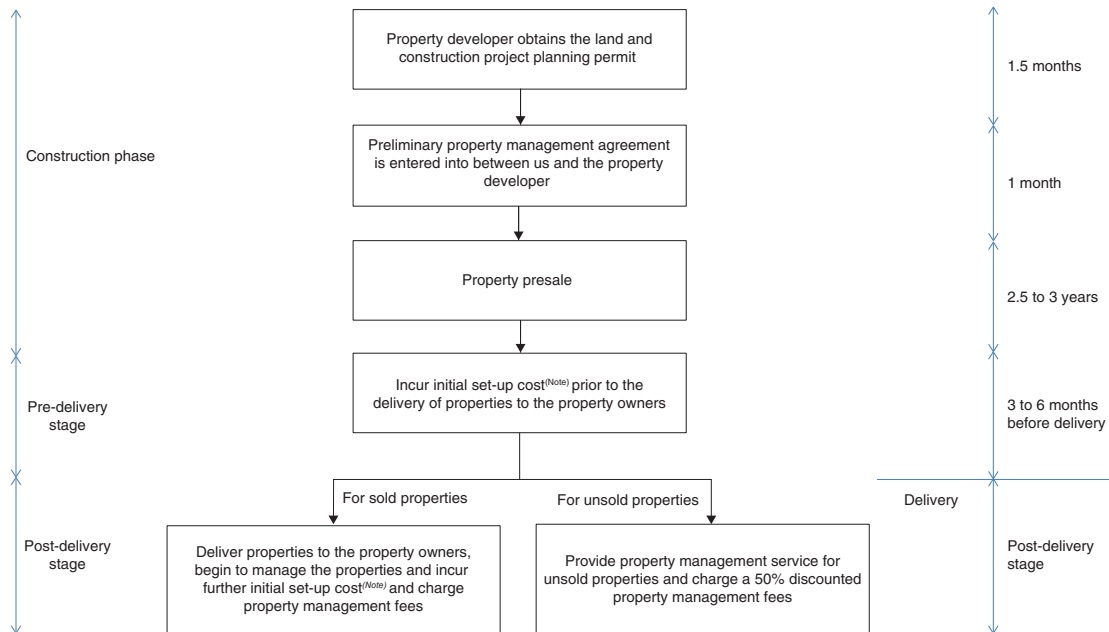 Property developer obtains the land and
construction project planning permit
1.5 months
Construction phase
Preliminary property management agreement
is entered into between us and the property
developer
1 month
Property presale
2.5 to 3 years
Pre-delivery
stage
Incur initial set-up cost(Note) prior to the
delivery of properties to the property owners
3 to 6 months
before delivery
For sold properties
For unsold properties
Delivery
Post-delivery
stage
Deliver properties to the property owners,
begin to manage the properties and incur
further initial set-up cost(Note) and charge
property management fees
Provide property management service for
unsold properties and charge a 50% discounted
property management fees
Post-delivery
stage